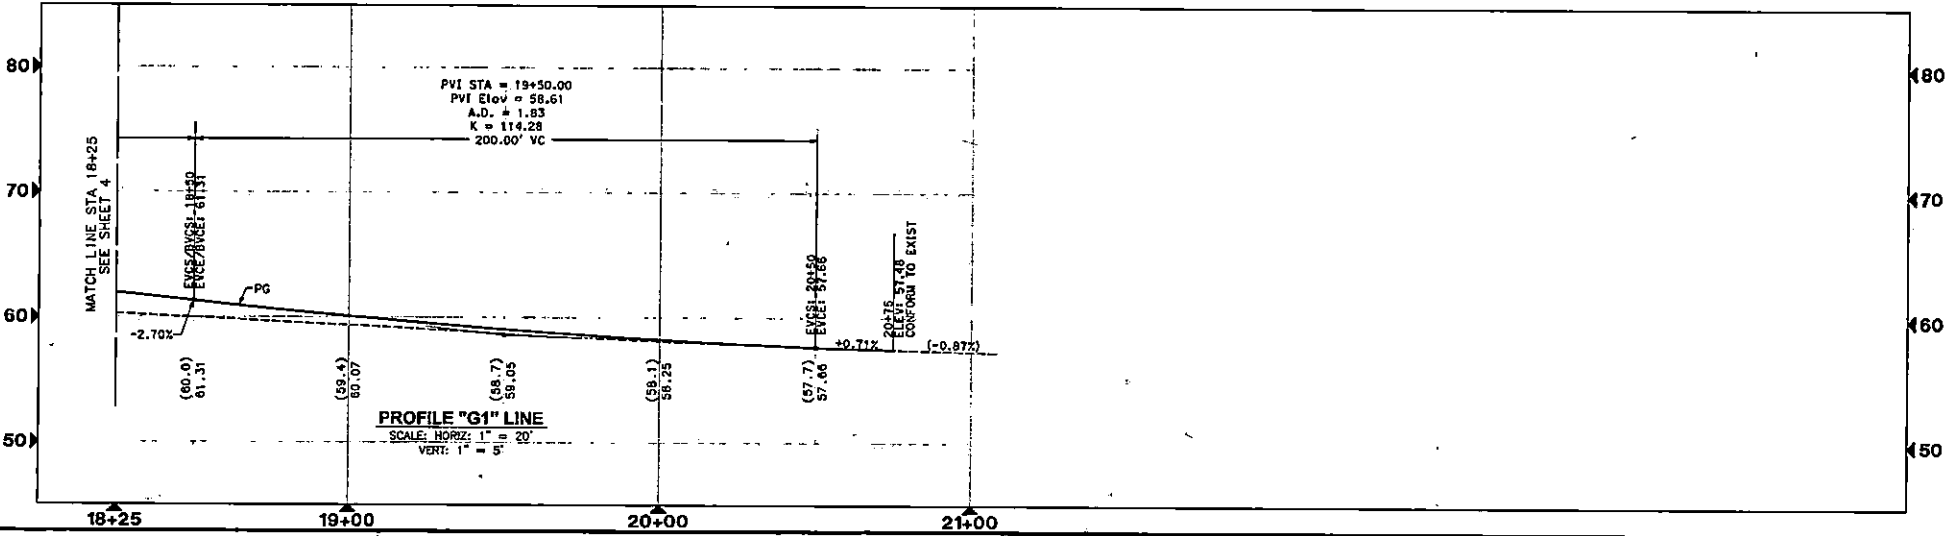 80
70
60
50
80
70
60
50
PVI STA = 19+50.00
PVI Elev = 58.61
A.D. = 1.83
K = 114.28
200.00' VC
MATCH LINE STA 18+25
SEE SHEET 4
EVCS/BVCS: 18+50
EVCE/BVCE: 61.31
PG
-2.70%
EVCS: 20+50
EVCE: 57.66
20+75
ELEV: 57.48
CONFORM TO EXIST
+0.71%
(-0.87%)
(60.0)
61.31
(59.4)
60.07
(58.7)
59.05
(58.1)
58.25
(57.7)
57.66
PROFILE "G1" LINE
SCALE: HORIZ: 1" = 20'
VERT: 1" = 5'
18+25
19+00
20+00
21+00